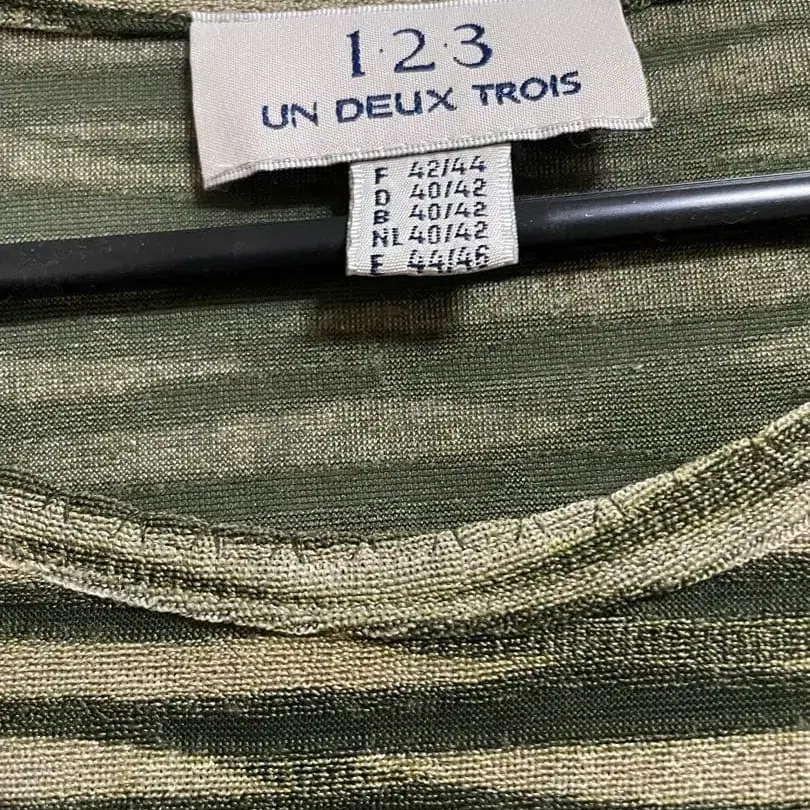 1·2·3
UN DEUX TROIS
F 42/44
D 40/42
B 40/42
NL 40/42
E 44/46